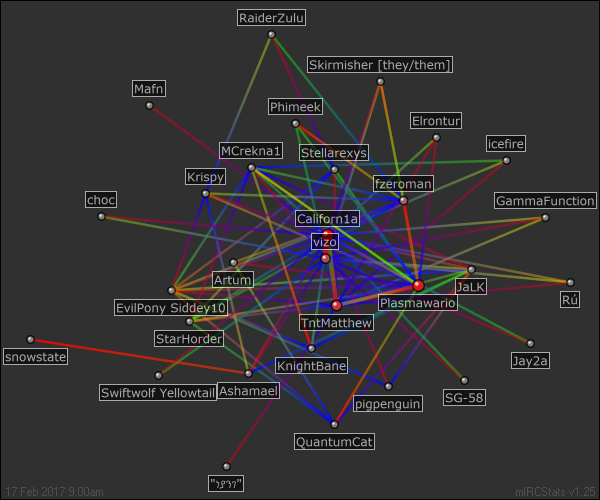 RaiderZulu
Skirmisher [they/them]
Mafn
Phimeek
Elrontur
MCrekna1
Stellarexys
icefire
Krispy
fzeroman
choc
GammaFunction
Californ1a
vizo
Artum
JaLK
Rú
EvilPony Siddey10
Plasmawario
TntMatthew
StarHorder
snowstate
KnightBane
Jay2a
Swiftwolf Yellowtail
Ashamael
pigpenguin
SG-58
QuantumCat
17 Feb 2017 9:00am
mIRCStats v1.25